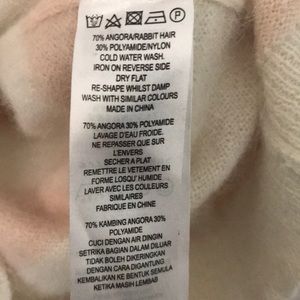 70% ANGORA/RABBIT HAIR
30% POLYAMIDE/NYLON
COLD WATER WASH.
IRON ON REVERSE SIDE
DRY FLAT
RE-SHAPE WHILST DAMP
WASH WITH SIMILAR COLOURS
MADE IN CHINA
70% ANGORA 30% POLYAMIDE
LAVAGE D'EAU FROIDE.
NE REPASSER QUE SUR
L'ENVERS
SECHER A PLAT
REMETTRE LE VETEMENT EN
FORME LOSQU' HUMIDE
LAVER AVEC LES COULEURS
SIMILAIRES
FABRIQUE EN CHINE
70% KAMBING ANGORA 30%
POLYAMIDE
CUCI DENGAN AIR DINGIN
SETRIKA BAGIAN DALAM DILUAR
TIDAK BOLEH DIKERINGKAN
DENGAN CARA DIGANTUNG
KEMBALIKAN KE BENTUK SEMULA
KETIKA MASIH LEMBAB